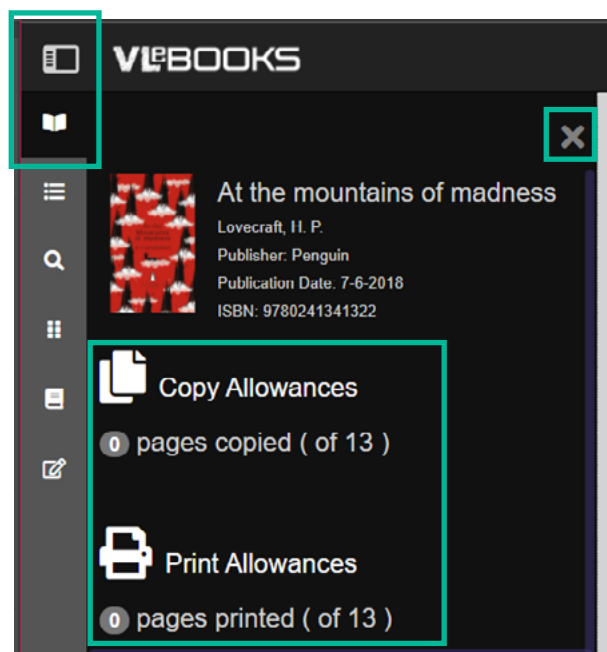 VLeBOOKS
At the mountains of madness
Lovecraft, H. P.
Publisher: Penguin
Publication Date. 7-6-2018
ISBN: 9780241341322
Copy Allowances
0 pages copied ( of 13 )
Print Allowances
0 pages printed ( of 13 )